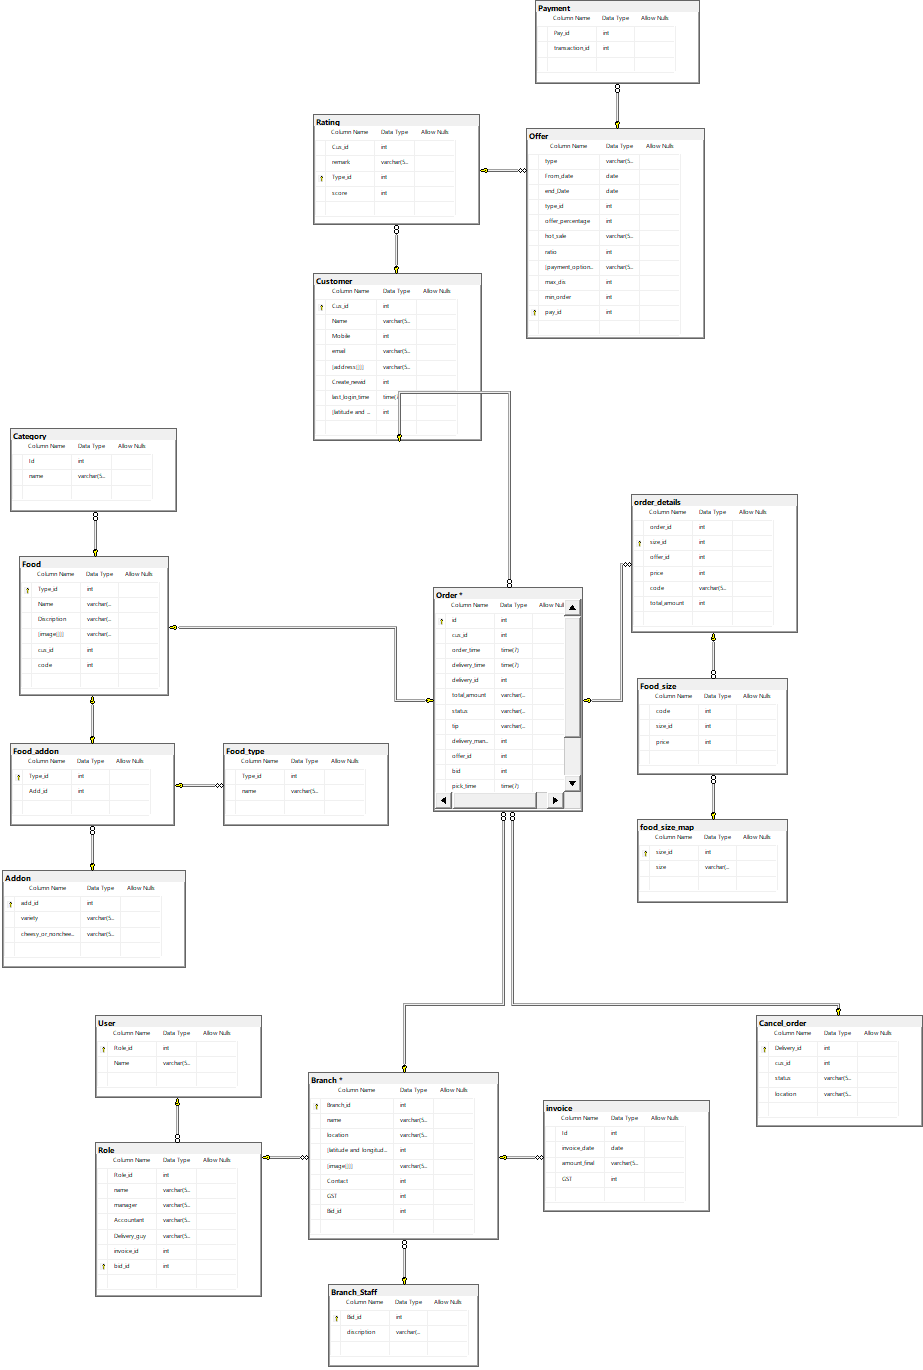 Payment
Column Name Data Type Allow Nulls
Pay_id int
transaction_id int
Rating
Column Name Data Type Allow Nulls
Cus_id int
remark varchar(5...
Type_id int
score int
Offer
Column Name Data Type Allow Nulls
type varchar(5...
From_date date
end_Date date
type_id int
offer_percentage int
hot_sale varchar(5...
ratio int
[payment_option... varchar(5...
max_dis int
min_order int
pay_id int
Customer
Column Name Data Type Allow Nulls
Cus_id int
Name varchar(5...
Mobile int
email varchar(5...
[address varchar(5...
Create_newid int
last_login_time time(7)
[latitude and ... int
Category
Column Name Data Type Allow Nulls
Id int
name varchar(5...
Food
Column Name Data Type Allow Nulls
Type_id int
Name varchar(...
Discription varchar(...
[image varchar(...
cus_id int
code int
order_details
Column Name Data Type Allow Nulls
order_id int
size_id int
offer_id int
price int
code varchar(5...
total_amount int
Order *
Column Name Data Type Allow Nul
id int
cus_id int
order_time time(7)
delivery_time time(7)
delivery_id int
total_amount varchar(...
status varchar(...
tip varchar(...
delivery_man... varchar(...
offer_id int
bid int
pick_time time(7)
Food_size
Column Name Data Type Allow Nulls
code int
size_id int
price int
Food_addon
Column Name Data Type Allow Nulls
Type_id int
Add_id int
Food_type
Column Name Data Type Allow Nulls
Type_id int
name varchar(5...
food_size_map
Column Name Data Type Allow Nulls
size_id int
size varchar(...
Addon
Column Name Data Type Allow Nulls
add_id int
variety varchar(5...
cheesy_or_nonchee... varchar(5...
User
Column Name Data Type Allow Nulls
Role_id int
Name varchar(5...
Cancel_order
Column Name Data Type Allow Nulls
Delivery_id int
cus_id int
status varchar(5...
location varchar(5...
Branch *
Column Name Data Type Allow Nulls
Branch_id int
name varchar(5...
location varchar(5...
[latitude and longitud... int
[image varchar(5...
Contact int
GST int
Bid_id int
invoice
Column Name Data Type Allow Nulls
Id int
invoice_date date
amount_final varchar(5...
GST int
Role
Column Name Data Type Allow Nulls
Role_id int
name varchar(5...
manager varchar(5...
Accountant varchar(5...
Delivery_guy varchar(5...
invoice_id int
bid_id int
Branch_Staff
Column Name Data Type Allow Nulls
Bid_id int
discription varchar(...